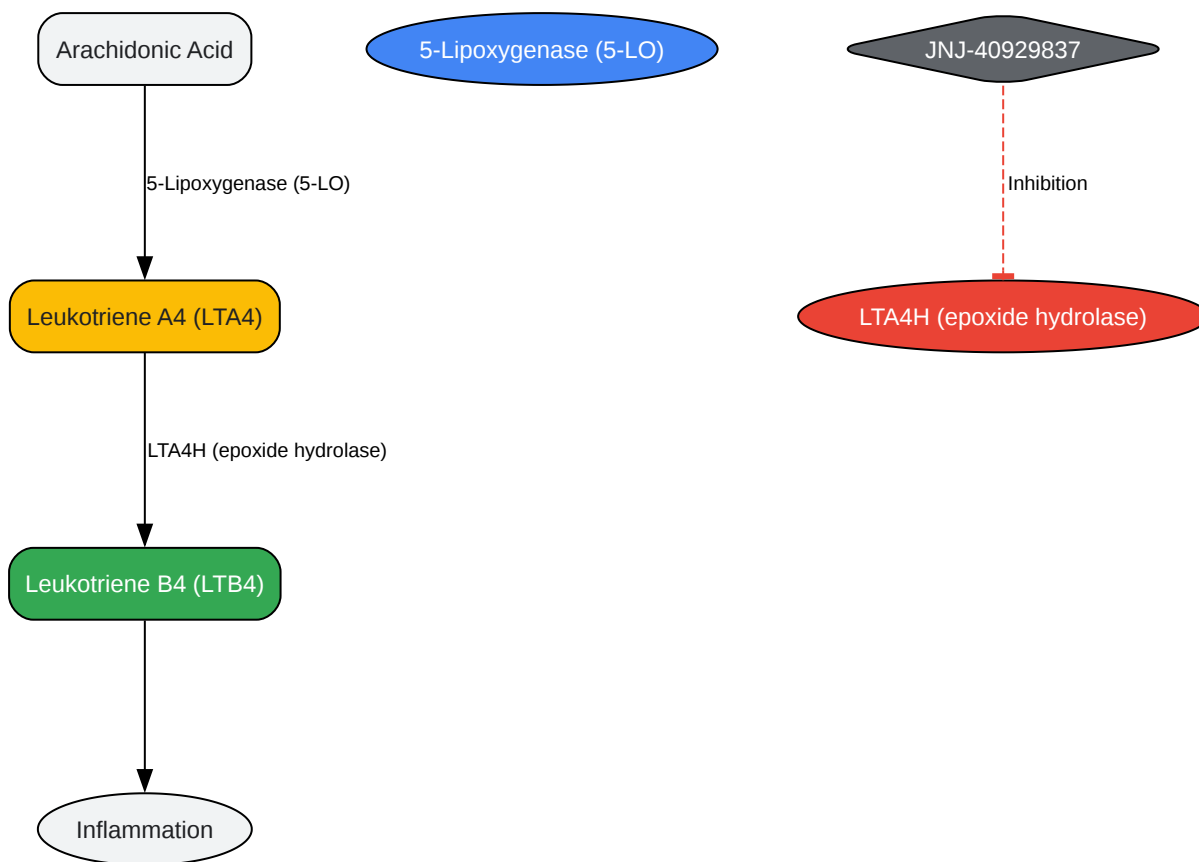 Arachidonic Acid
5-Lipoxygenase (5-LO)
JNJ-40929837
5-Lipoxygenase (5-LO)
Inhibition
Leukotriene A4 (LTA4)
LTA4H (epoxide hydrolase)
LTA4H (epoxide hydrolase)
Leukotriene B4 (LTB4)
Inflammation